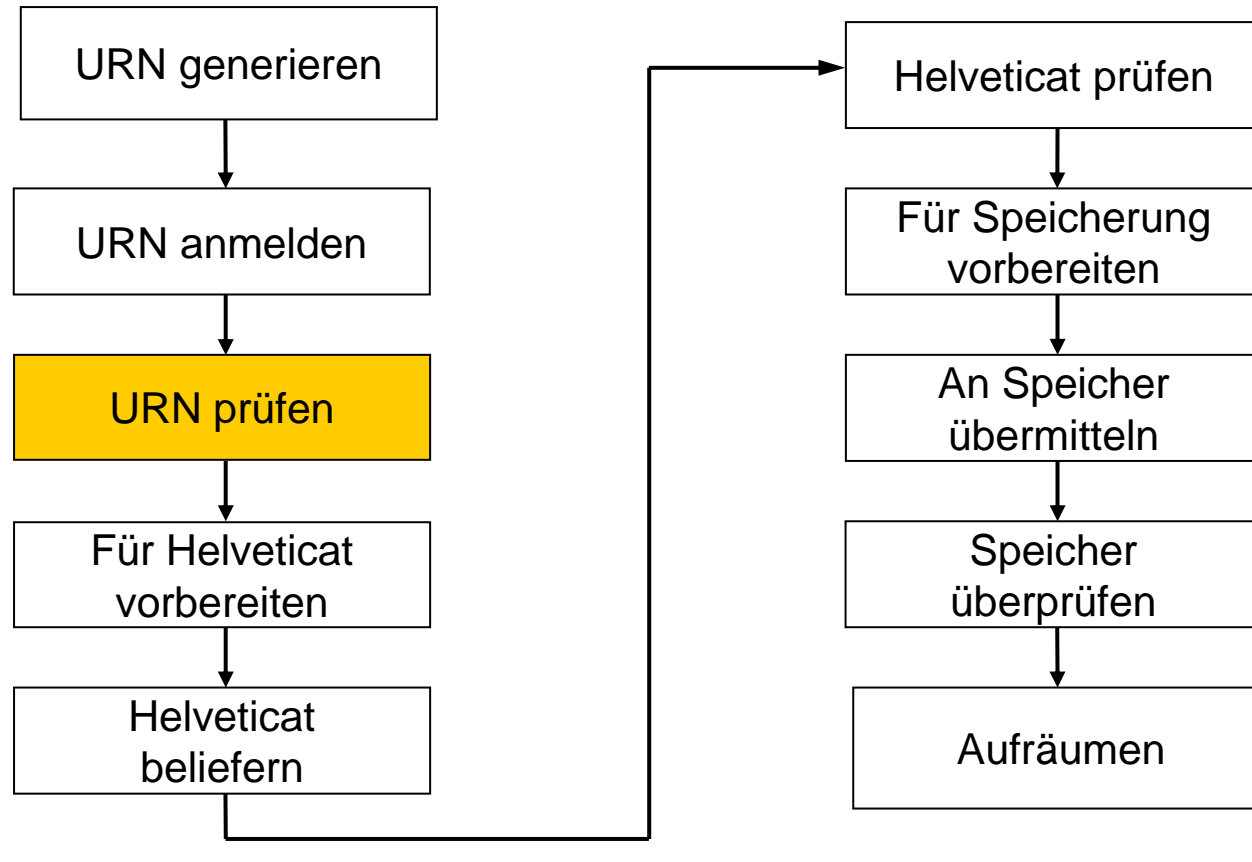 URN generieren
URN anmelden
URN prüfen
Für Helveticat
vorbereiten
Helveticat
beliefern
Helveticat prüfen
Für Speicherung
vorbereiten
An Speicher
übermitteln
Speicher
überprüfen
Aufräumen